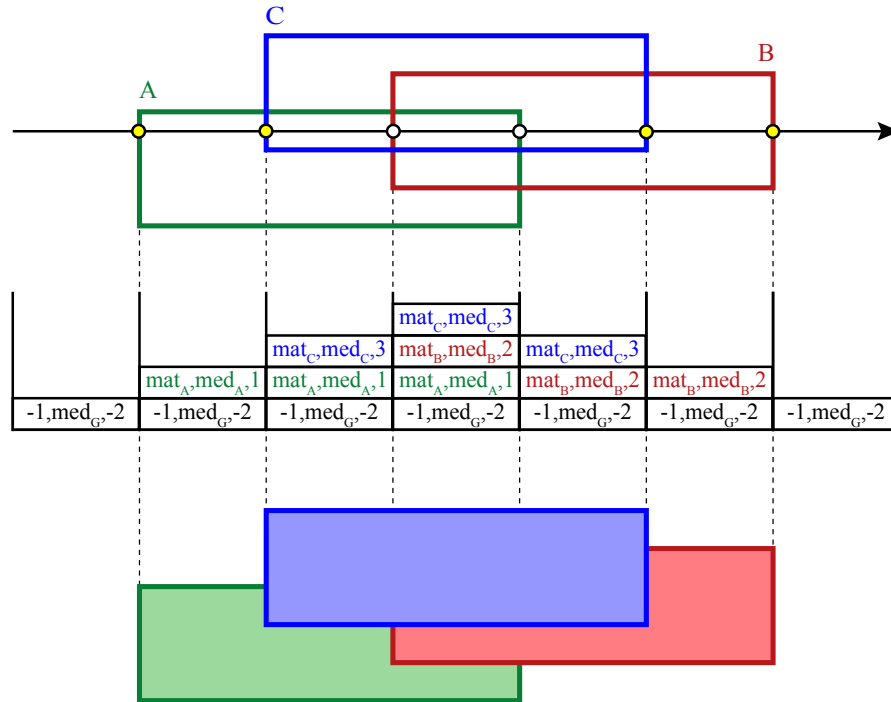 C
B
A
mat_C,med_C,3
mat_C,med_C,3 mat_B,med_B,2 mat_C,med_C,3
mat_A,med_A,1 mat_A,med_A,1 mat_A,med_A,1 mat_B,med_B,2 mat_B,med_B,2
-1,med_G,-2 -1,med_G,-2 -1,med_G,-2 -1,med_G,-2 -1,med_G,-2 -1,med_G,-2 -1,med_G,-2